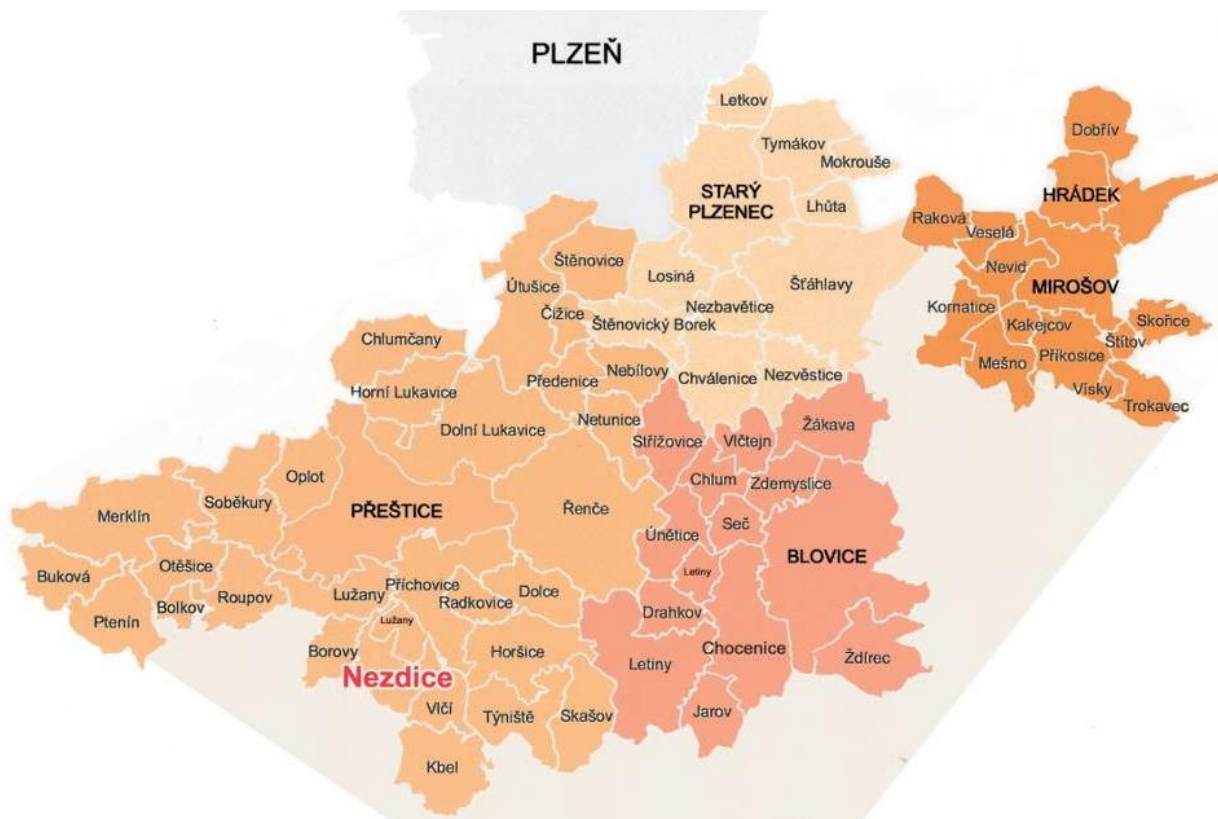 PLZEŇ
Letkov
Tymákov
Mokrouše
STARÝ
PLZENEC
Lhůta
Dobřív
HRÁDEK
Raková
Veselá
Nevid
MIROŠOV
Kornatice
Kakejcov
Skořice
Štítov
Mešno
Příkosice
Vísky
Trokavec
Štěnovice
Útušice
Losiná
Šťáhlavy
Nezbavětice
Čižice
Štěnovický Borek
Chlumčany
Předenice
Nebílovy
Chválenice
Nezvěstice
Horní Lukavice
Dolní Lukavice
Netunice
Střížovice
Vlčtejn
Žákava
Chlum
Zdemyslice
Oplot
Soběkury
Merklín
PŘEŠTICE
Řenče
Únětice
Seč
BLOVICE
Letiny
Buková
Otěšice
Bolkov
Roupov
Ptenín
Lužany
Příchovice
Radkovice
Dolce
Drahkov
Lužany
Borovy
Horšice
Letiny
Chocenice
Ždírec
Nezdice
Vlčí
Týniště
Skašov
Jarov
Kbel